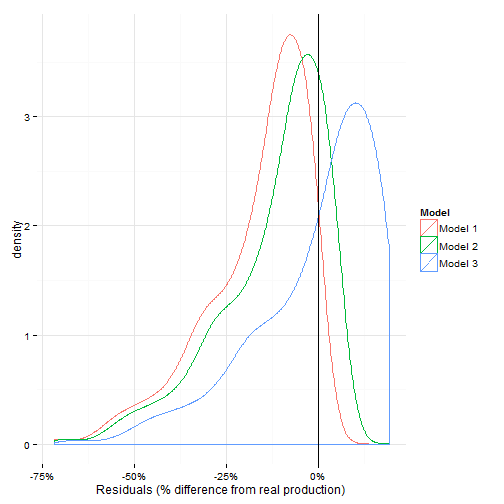 density
3
2
1
0
-75%
-50%
-25%
0%
Residuals (% difference from real production)
Model
Model 1
Model 2
Model 3